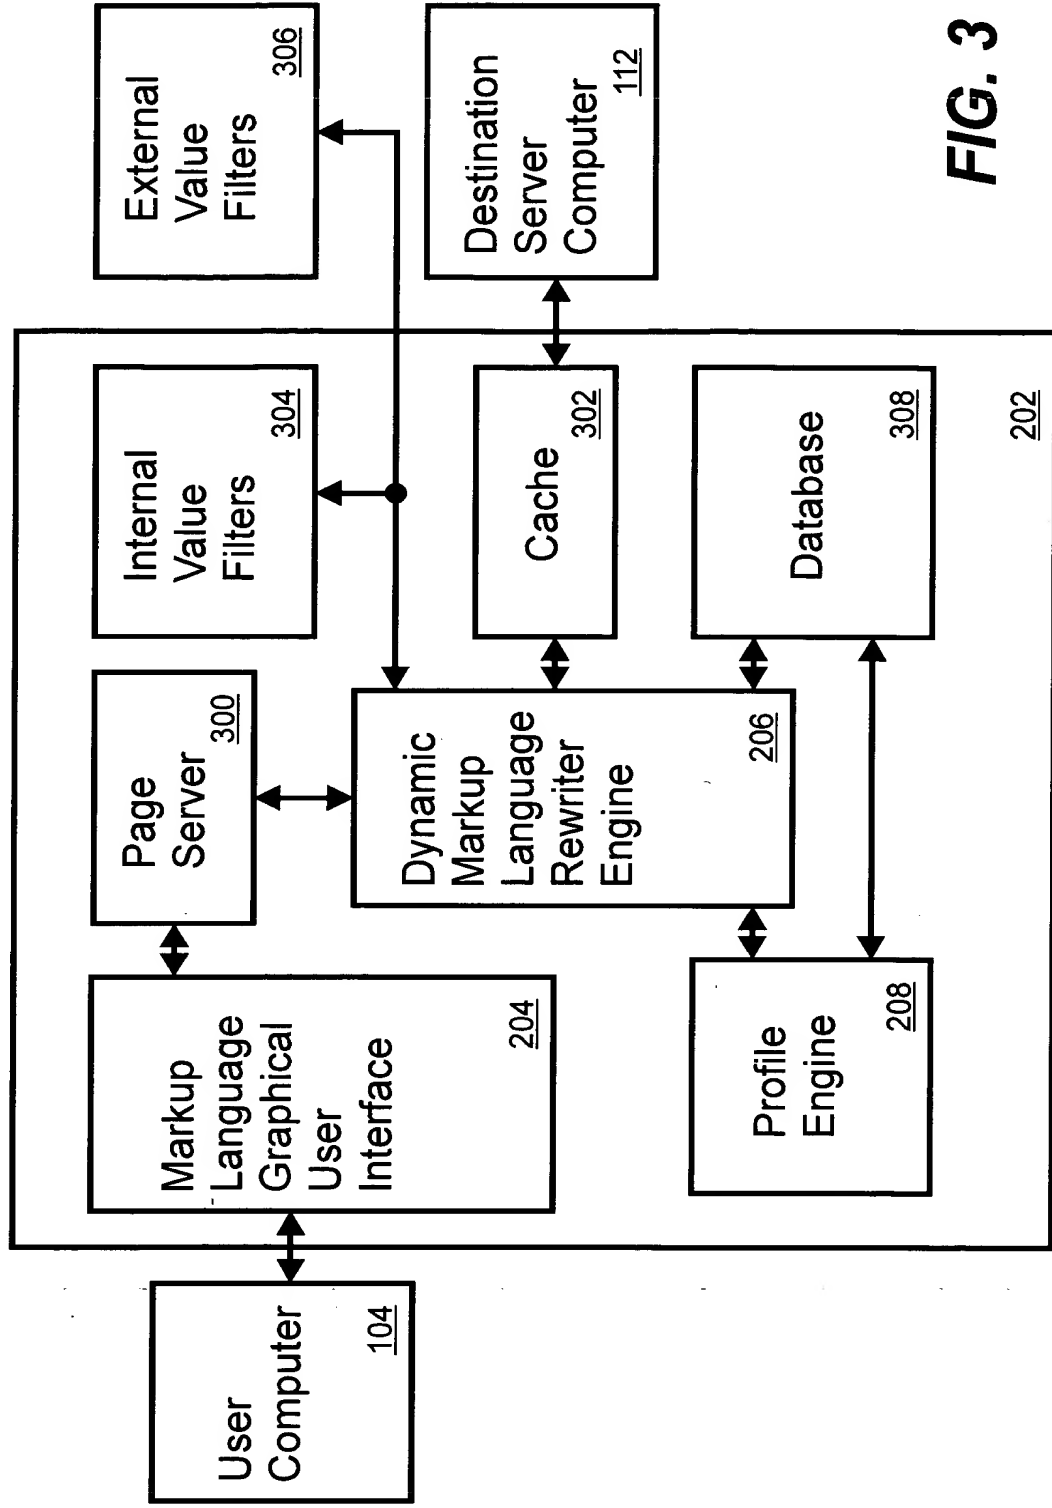 User
Computer
104
Markup
Language
Graphical
User
Interface
204
Page
Server
300
Internal
Value
Filters
304
External
Value
Filters
306
Dynamic
Markup
Language
Rewriter
Engine
206
Cache
302
Destination
Server
Computer
112
Profile
Engine
208
Database
308
202
FIG. 3